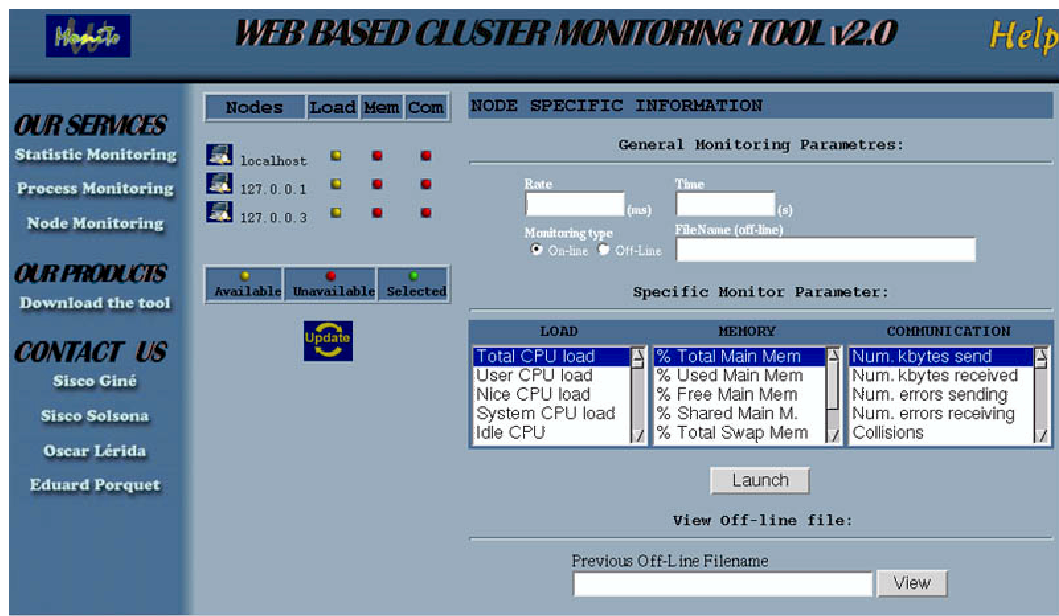 MoniTo
WEB BASED CLUSTER MONITORING TOOL v2.0
Help
OUR SERVICES
Statistic Monitoring
Process Monitoring
Node Monitoring
OUR PRODUCTS
Download the tool
CONTACT US
Sisco Giné
Sisco Solsona
Oscar Lérida
Eduard Porquet
Nodes Load Mem Com
localhost
127.0.0.1
127.0.0.3
Available Unavailable Selected
Update
NODE SPECIFIC INFORMATION
General Monitoring Parametres:
Rate Time
(ms) (s)
Monitoring type FileName (off-line)
On-line Off-Line
Specific Monitor Parameter:
LOAD MEMORY COMMUNICATION
Total CPU load % Total Main Mem Num. kbytes send
User CPU load % Used Main Mem Num. kbytes received
Nice CPU load % Free Main Mem Num. errors sending
System CPU load % Shared Main M. Num. errors receiving
Idle CPU % Total Swap Mem Collisions
Launch
View Off-line file:
Previous Off-Line Filename
View